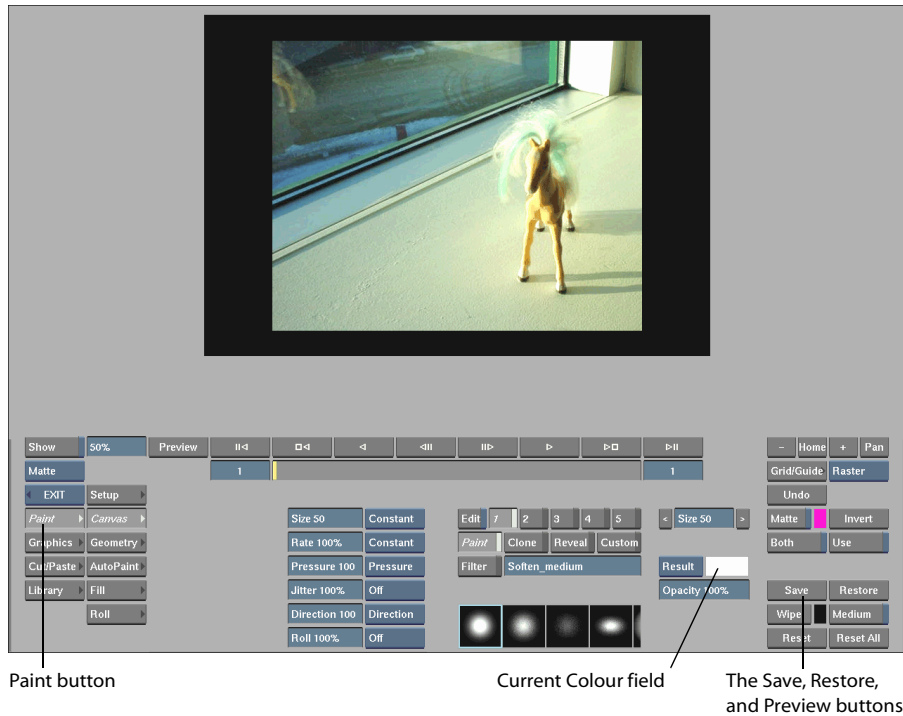 Show 50% Preview − Home + Pan
Matte 1 1 Grid/Guide Raster
EXIT Setup Undo
Paint Canvas Size 50 Constant Edit 1 2 3 4 5 < Size 50 > Matte Invert
Graphics Geometry Rate 100% Constant Paint Clone Reveal Custom Both Use
Cut/Paste AutoPaint Pressure 100 Pressure Filter Soften_medium Result
Library Fill Jitter 100% Off Opacity 100% Save Restore
Roll Direction 100 Direction Wipe Medium
Roll 100% Off Reset Reset All
Paint button Current Colour field The Save, Restore,
and Preview buttons